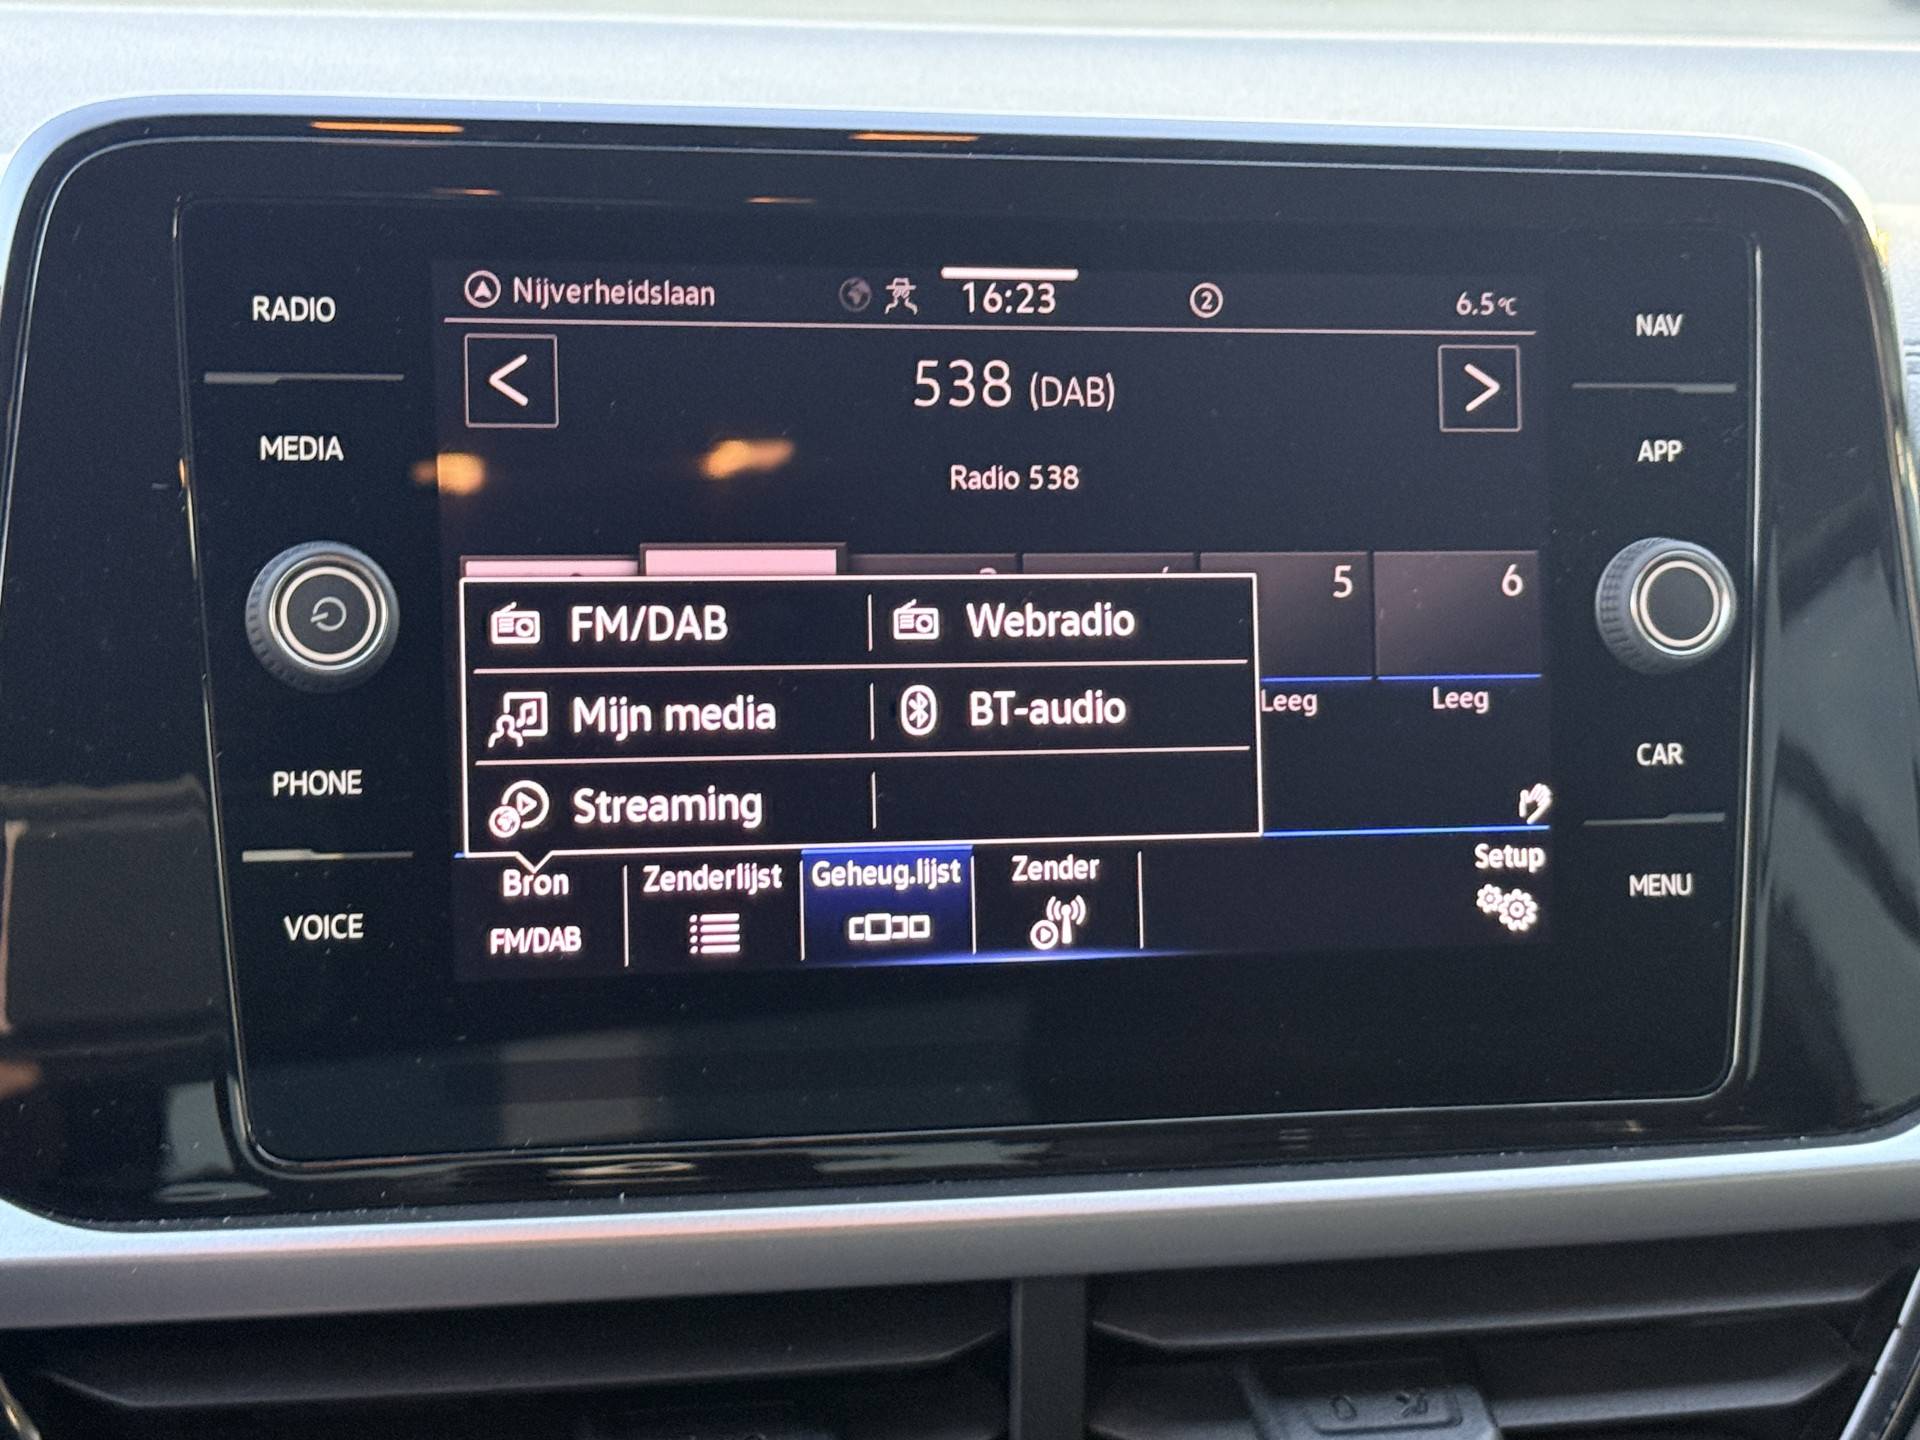 RADIO
MEDIA
PHONE
VOICE
Nijverheidslaan
16:23
2
6.5°C
<
538 (DAB)
>
Radio 538
5
6
Leeg
Leeg
FM/DAB
Webradio
Mijn media
BT-audio
Streaming
Bron
FM/DAB
Zenderlijst
Geheug.lijst
Zender
Setup
NAV
APP
CAR
MENU